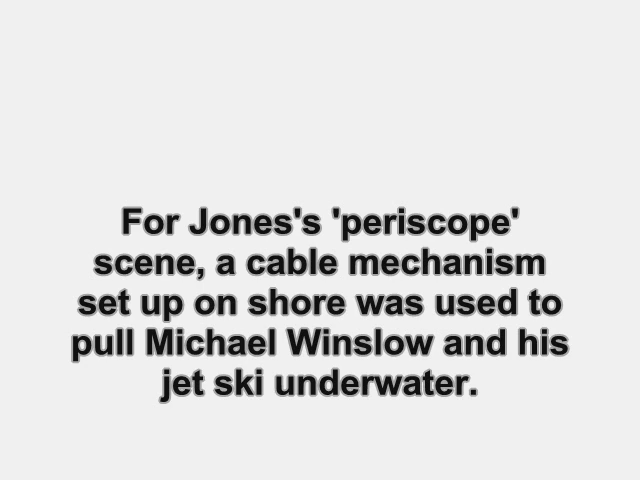 For Jones's 'periscope'
scene, a cable mechanism
set up on shore was used to
pull Michael Winslow and his
jet ski underwater.